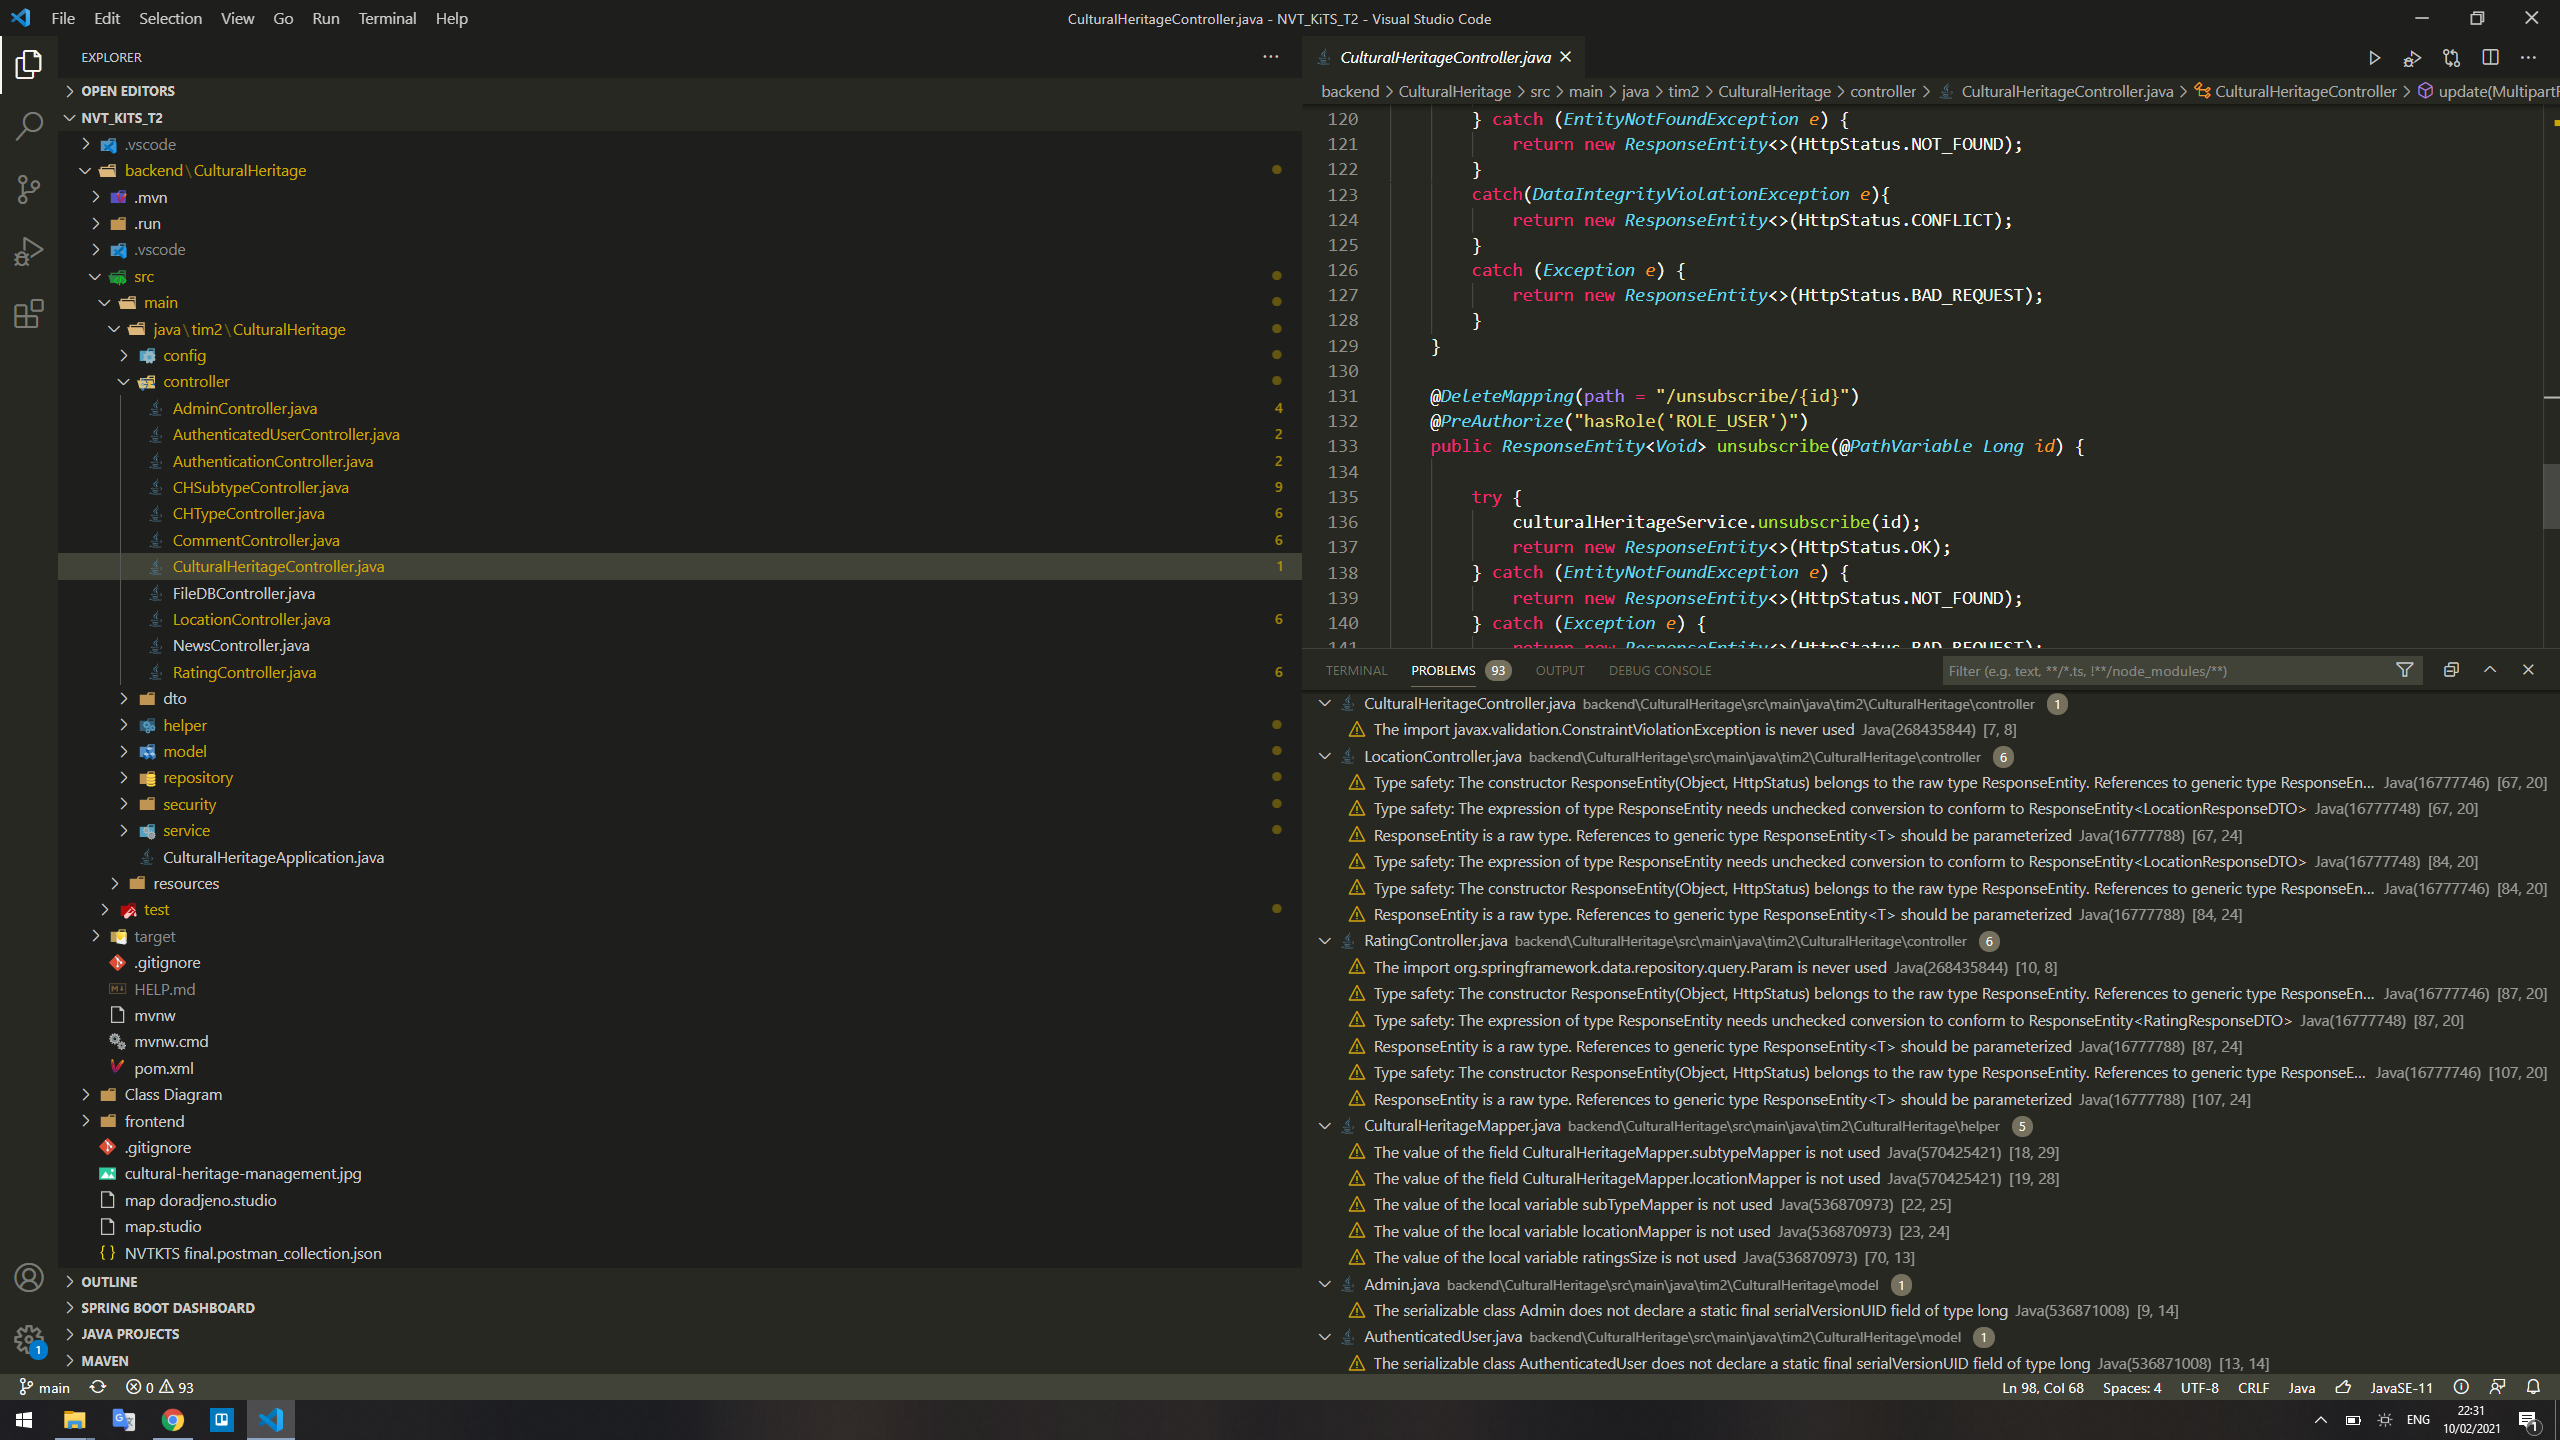 File Edit Selection View Go Run Terminal Help
CulturalHeritageController.java - NVT_KiTS_T2 - Visual Studio Code
EXPLORER
OPEN EDITORS
NVT_KITS_T2
.vscode
backend\CulturalHeritage
.mvn
.run
.vscode
src
main
java\tim2\CulturalHeritage
config
controller
AdminController.java 4
AuthenticatedUserController.java 2
AuthenticationController.java 2
CHSubtypeController.java 9
CHTypeController.java 6
CommentController.java 6
CulturalHeritageController.java 1
FileDBController.java
LocationController.java 6
NewsController.java
RatingController.java 6
dto
helper
model
repository
security
service
CulturalHeritageApplication.java
resources
test
target
.gitignore
HELP.md
mvnw
mvnw.cmd
pom.xml
Class Diagram
frontend
.gitignore
cultural-heritage-management.jpg
map doradjeno.studio
map.studio
NVTKTS final.postman_collection.json
OUTLINE
SPRING BOOT DASHBOARD
JAVA PROJECTS
MAVEN
CulturalHeritageController.java
backend > CulturalHeritage > src > main > java > tim2 > CulturalHeritage > controller > CulturalHeritageController.java > CulturalHeritageController > update(MultipartF
120 } catch (EntityNotFoundException e) {
121 return new ResponseEntity<>(HttpStatus.NOT_FOUND);
122 }
123 catch(DataIntegrityViolationException e){
124 return new ResponseEntity<>(HttpStatus.CONFLICT);
125 }
126 catch (Exception e) {
127 return new ResponseEntity<>(HttpStatus.BAD_REQUEST);
128 }
129 }
130
131 @DeleteMapping(path = "/unsubscribe/{id}")
132 @PreAuthorize("hasRole('ROLE_USER')")
133 public ResponseEntity<Void> unsubscribe(@PathVariable Long id) {
134
135 try {
136 culturalHeritageService.unsubscribe(id);
137 return new ResponseEntity<>(HttpStatus.OK);
138 } catch (EntityNotFoundException e) {
139 return new ResponseEntity<>(HttpStatus.NOT_FOUND);
140 } catch (Exception e) {
141 return new ResponseEntity<>(HttpStatus.BAD_REQUEST);
TERMINAL PROBLEMS 93 OUTPUT DEBUG CONSOLE Filter (e.g. text, **/*.ts, !**/node_modules/**)
CulturalHeritageController.java backend\CulturalHeritage\src\main\java\tim2\CulturalHeritage\controller 1
The import javax.validation.ConstraintViolationException is never used Java(268435844) [7, 8]
LocationController.java backend\CulturalHeritage\src\main\java\tim2\CulturalHeritage\controller 6
Type safety: The constructor ResponseEntity(Object, HttpStatus) belongs to the raw type ResponseEntity. References to generic type ResponseEn... Java(16777746) [67, 20]
Type safety: The expression of type ResponseEntity needs unchecked conversion to conform to ResponseEntity<LocationResponseDTO> Java(16777748) [67, 20]
ResponseEntity is a raw type. References to generic type ResponseEntity<T> should be parameterized Java(16777788) [67, 24]
Type safety: The expression of type ResponseEntity needs unchecked conversion to conform to ResponseEntity<LocationResponseDTO> Java(16777748) [84, 20]
Type safety: The constructor ResponseEntity(Object, HttpStatus) belongs to the raw type ResponseEntity. References to generic type ResponseEn... Java(16777746) [84, 20]
ResponseEntity is a raw type. References to generic type ResponseEntity<T> should be parameterized Java(16777788) [84, 24]
RatingController.java backend\CulturalHeritage\src\main\java\tim2\CulturalHeritage\controller 6
The import org.springframework.data.repository.query.Param is never used Java(268435844) [10, 8]
Type safety: The constructor ResponseEntity(Object, HttpStatus) belongs to the raw type ResponseEntity. References to generic type ResponseEn... Java(16777746) [87, 20]
Type safety: The expression of type ResponseEntity needs unchecked conversion to conform to ResponseEntity<RatingResponseDTO> Java(16777748) [87, 20]
ResponseEntity is a raw type. References to generic type ResponseEntity<T> should be parameterized Java(16777788) [87, 24]
Type safety: The constructor ResponseEntity(Object, HttpStatus) belongs to the raw type ResponseEntity. References to generic type ResponseE... Java(16777746) [107, 20]
ResponseEntity is a raw type. References to generic type ResponseEntity<T> should be parameterized Java(16777788) [107, 24]
CulturalHeritageMapper.java backend\CulturalHeritage\src\main\java\tim2\CulturalHeritage\helper 5
The value of the field CulturalHeritageMapper.subtypeMapper is not used Java(570425421) [18, 29]
The value of the field CulturalHeritageMapper.locationMapper is not used Java(570425421) [19, 28]
The value of the local variable subTypeMapper is not used Java(536870973) [22, 25]
The value of the local variable locationMapper is not used Java(536870973) [23, 24]
The value of the local variable ratingsSize is not used Java(536870973) [70, 13]
Admin.java backend\CulturalHeritage\src\main\java\tim2\CulturalHeritage\model 1
The serializable class Admin does not declare a static final serialVersionUID field of type long Java(536871008) [9, 14]
AuthenticatedUser.java backend\CulturalHeritage\src\main\java\tim2\CulturalHeritage\model 1
The serializable class AuthenticatedUser does not declare a static final serialVersionUID field of type long Java(536871008) [13, 14]
1
main 0 93 Ln 98, Col 68 Spaces: 4 UTF-8 CRLF Java JavaSE-11
ENG 22:31
10/02/2021 1